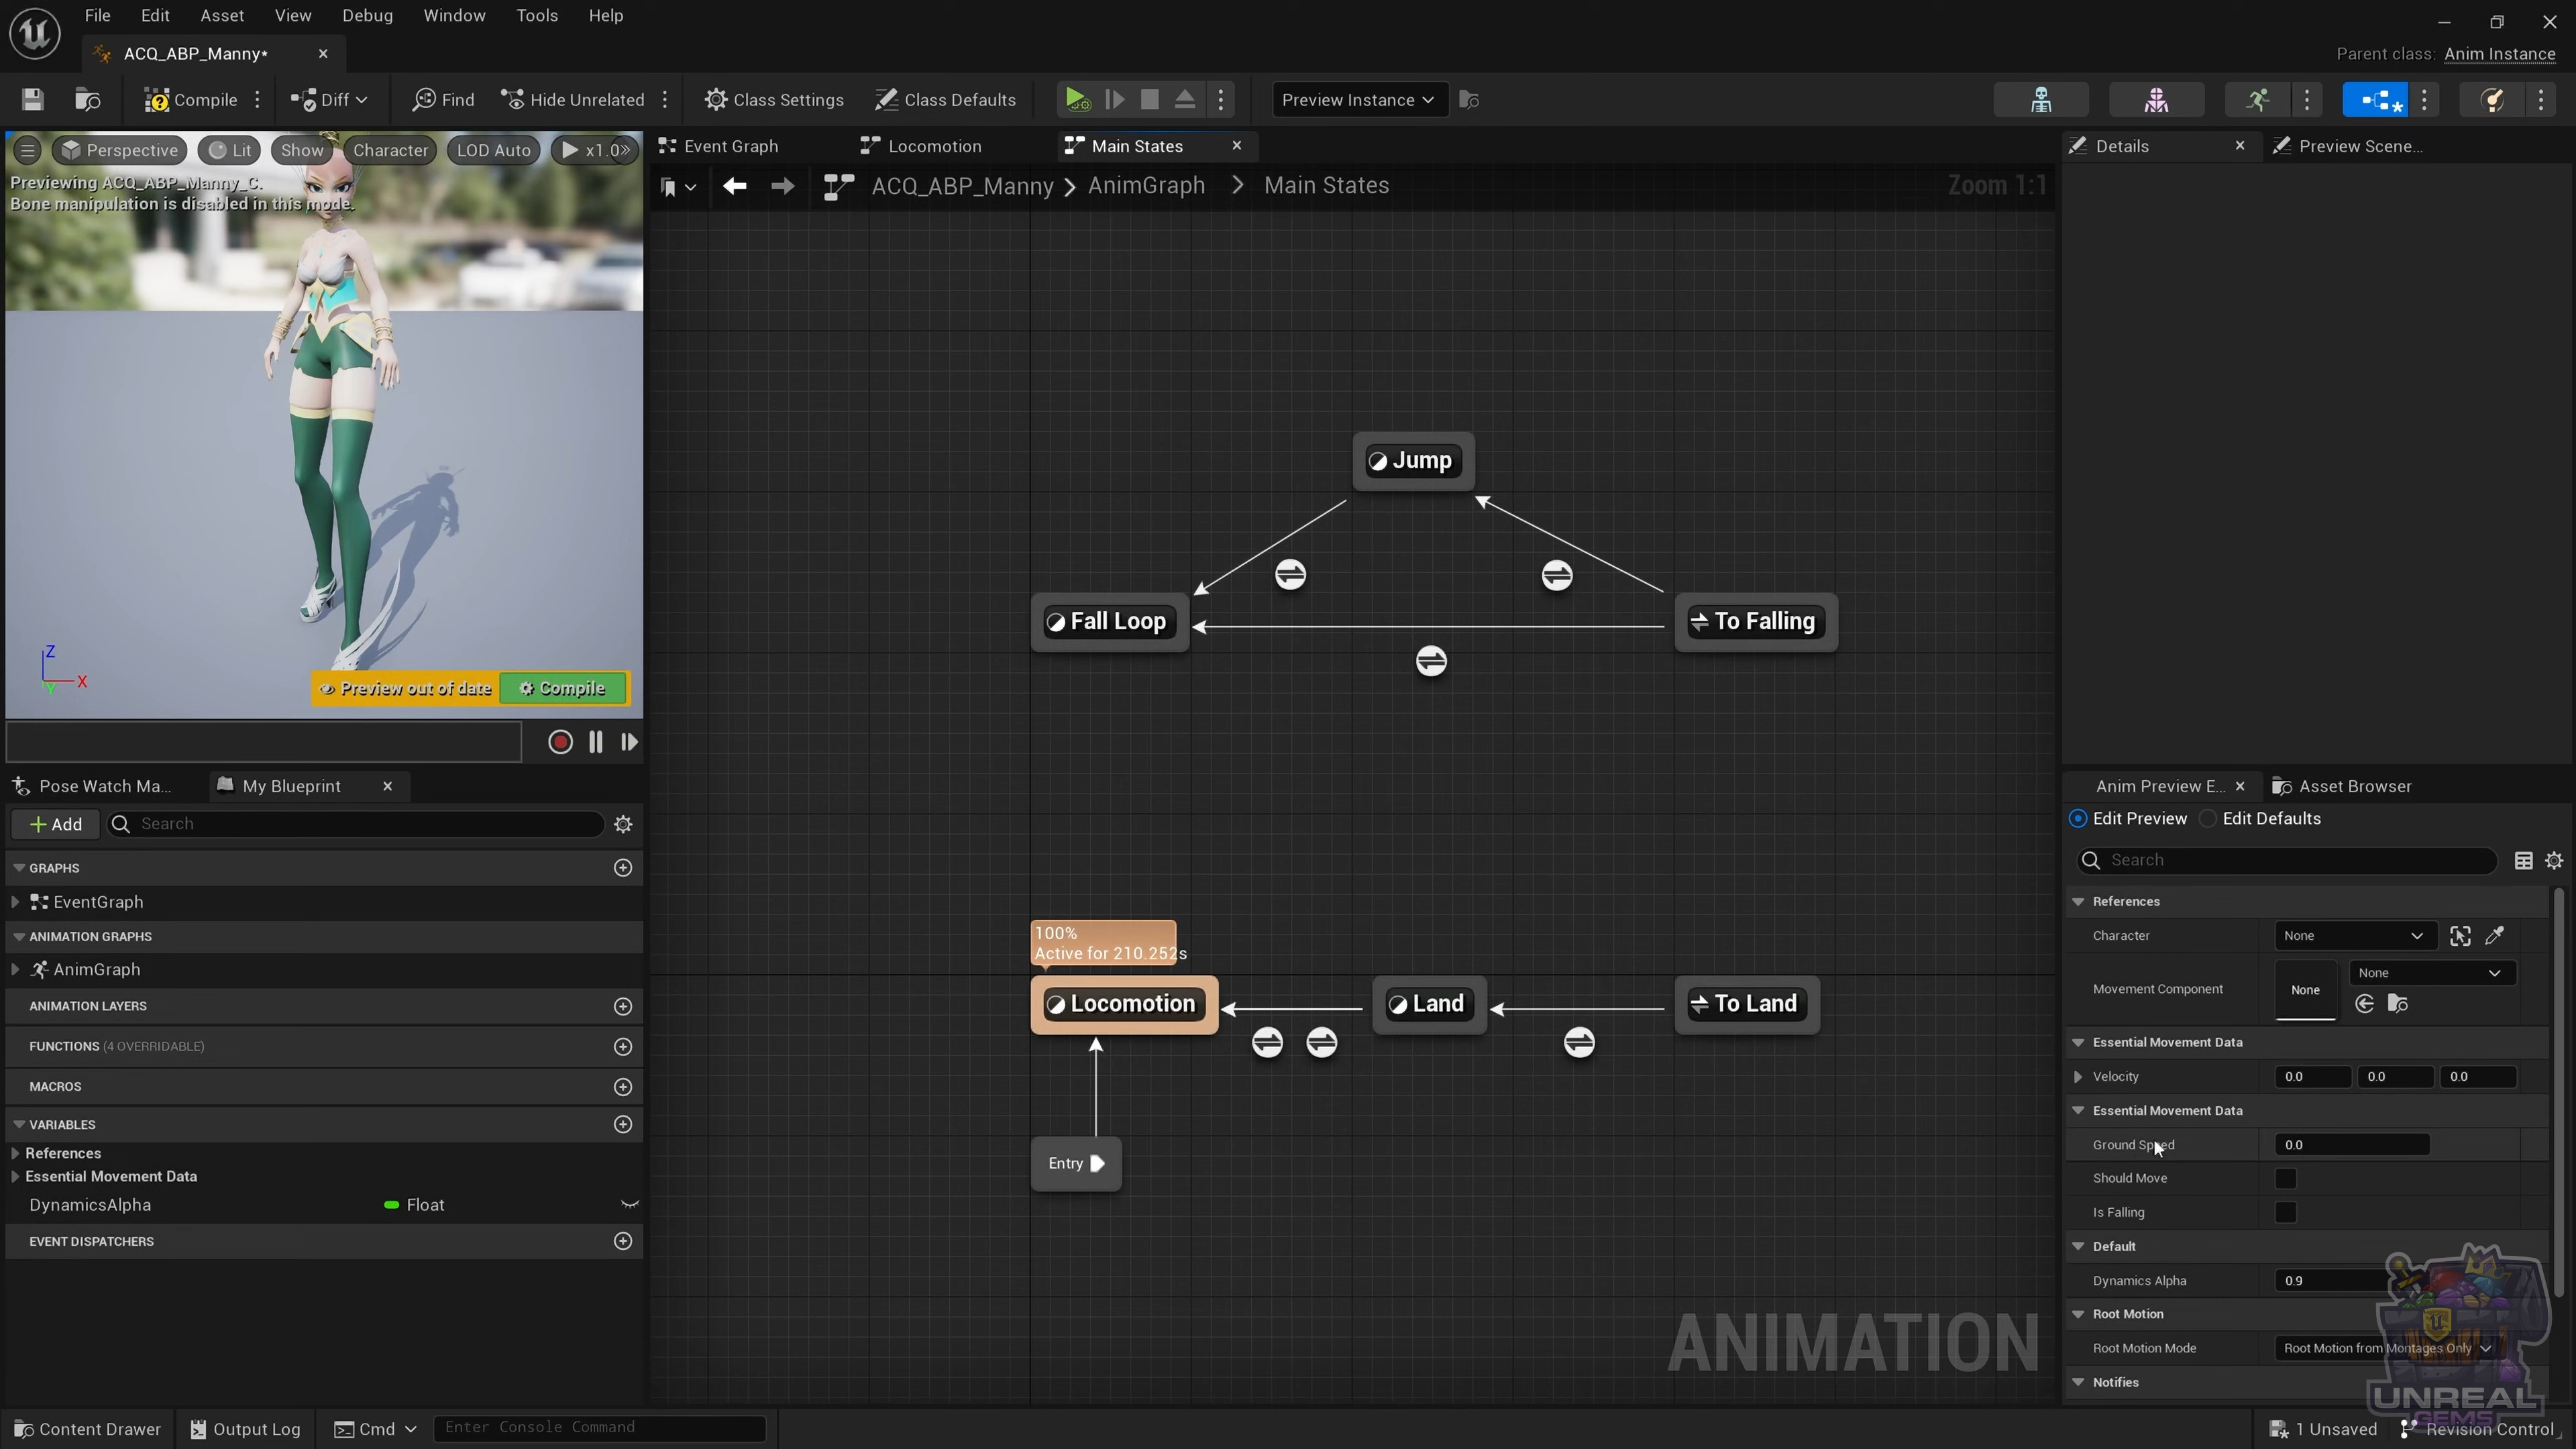 File Edit Asset View Debug Window Tools Help
ACQ_ABP_Manny*
Parent class: Anim Instance
Compile Diff Find Hide Unrelated Class Settings Class Defaults Preview Instance
Perspective Lit Show Character LOD Auto x1.0
Previewing ACQ_ABP_Manny_C.
Bone manipulation is disabled in this mode.
Z
X
Y
Preview out of date Compile
Event Graph Locomotion Main States
ACQ_ABP_Manny > AnimGraph > Main States
Zoom 1:1
Jump
Fall Loop
To Falling
100%
Active for 210.252s
Locomotion
Land
To Land
Entry
ANIMATION
Pose Watch Ma... My Blueprint
Add Search
GRAPHS
EventGraph
ANIMATION GRAPHS
AnimGraph
ANIMATION LAYERS
FUNCTIONS (4 OVERRIDABLE)
MACROS
VARIABLES
References
Essential Movement Data
DynamicsAlpha Float
EVENT DISPATCHERS
Details Preview Scene...
Anim Preview E... Asset Browser
Edit Preview Edit Defaults
Search
References
Character None
Movement Component None None
Essential Movement Data
Velocity 0.0 0.0 0.0
Essential Movement Data
Ground Speed 0.0
Should Move
Is Falling
Default
Dynamics Alpha 0.9
Root Motion
Root Motion Mode Root Motion from Montages Only
Notifies
UNREAL
GEMS
Content Drawer Output Log Cmd Enter Console Command
1 Unsaved Revision Control